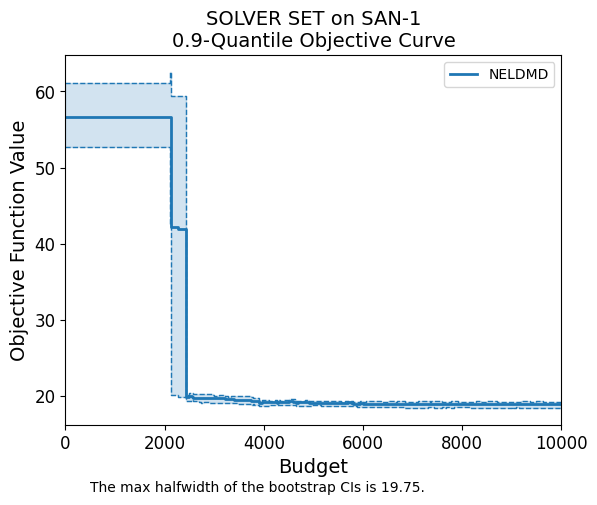 SOLVER SET on SAN-1
0.9-Quantile Objective Curve
NELDMD
Objective Function Value
60
50
40
30
20
0 2000 4000 6000 8000 10000
Budget
The max halfwidth of the bootstrap CIs is 19.75.